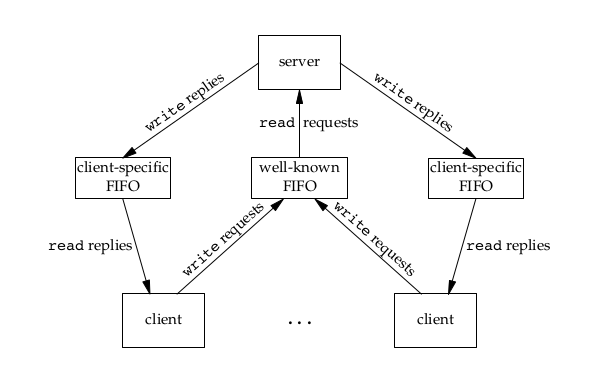 server
write replies
write replies
read requests
client-specific
FIFO
well-known
FIFO
client-specific
FIFO
read replies
write requests
write requests
read replies
client
...
client